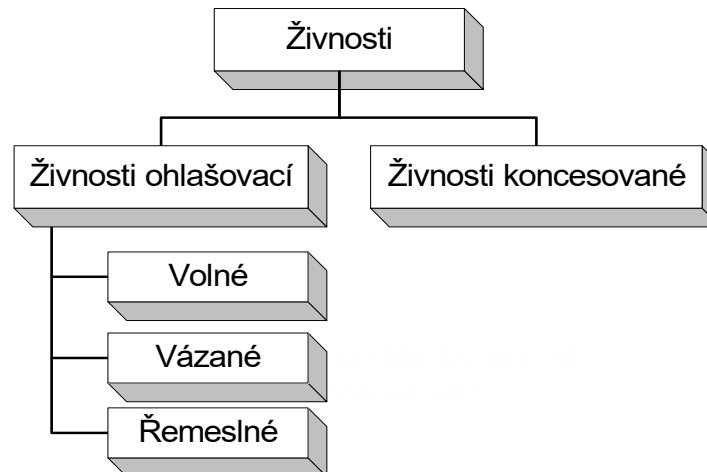 Živnosti
Živnosti ohlašovací
Živnosti koncesované
Volné
Vázané
Řemeslné